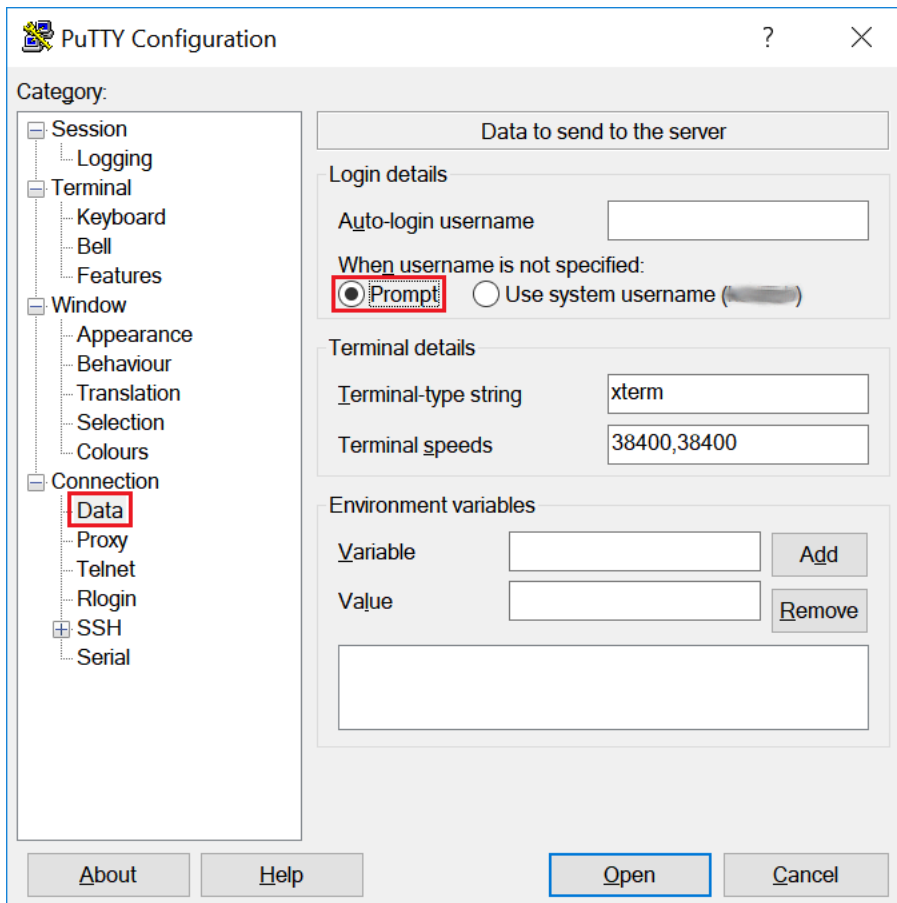 PuTTY Configuration
?
Category:
Session
Logging
Terminal
Keyboard
Bell
Features
Window
Appearance
Behaviour
Translation
Selection
Colours
Connection
Data
Proxy
Telnet
Rlogin
SSH
Serial
Data to send to the server
Login details
Auto-login username
When username is not specified:
Prompt Use system username ( )
Terminal details
Terminal-type string xterm
Terminal speeds 38400,38400
Environment variables
Variable Add
Value Remove
About Help Open Cancel